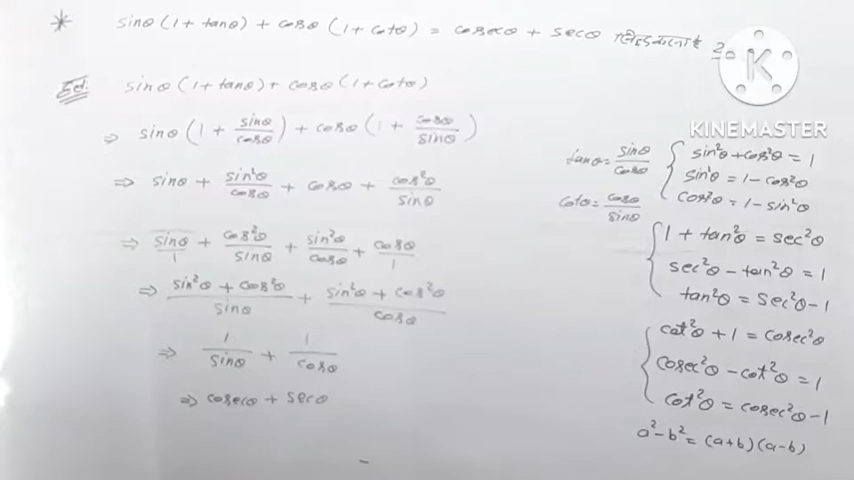 * sinθ (1 + tanθ) + cosθ (1 + cotθ) = cosecθ + secθ सिद्ध करना है
Sol. sinθ (1 + tanθ) + cosθ (1 + cotθ)
⇒ sinθ (1 + sinθ/cosθ) + cosθ (1 + cosθ/sinθ)
⇒ sinθ + sin²θ/cosθ + cosθ + cos²θ/sinθ
⇒ sinθ/1 + cos²θ/sinθ + sin²θ/cosθ + cosθ/1
⇒ sin²θ + cos²θ/sinθ + sin²θ + cos²θ/cosθ
⇒ 1/sinθ + 1/cosθ
⇒ cosecθ + secθ
K
KINEMASTER
tanθ = sinθ/cosθ
cotθ = cosθ/sinθ
sin²θ + cos²θ = 1
sin²θ = 1 - cos²θ
cos²θ = 1 - sin²θ
1 + tan²θ = sec²θ
sec²θ - tan²θ = 1
tan²θ = sec²θ - 1
cot²θ + 1 = cosec²θ
cosec²θ - cot²θ = 1
cot²θ = cosec²θ - 1
a² - b² = (a+b) (a-b)